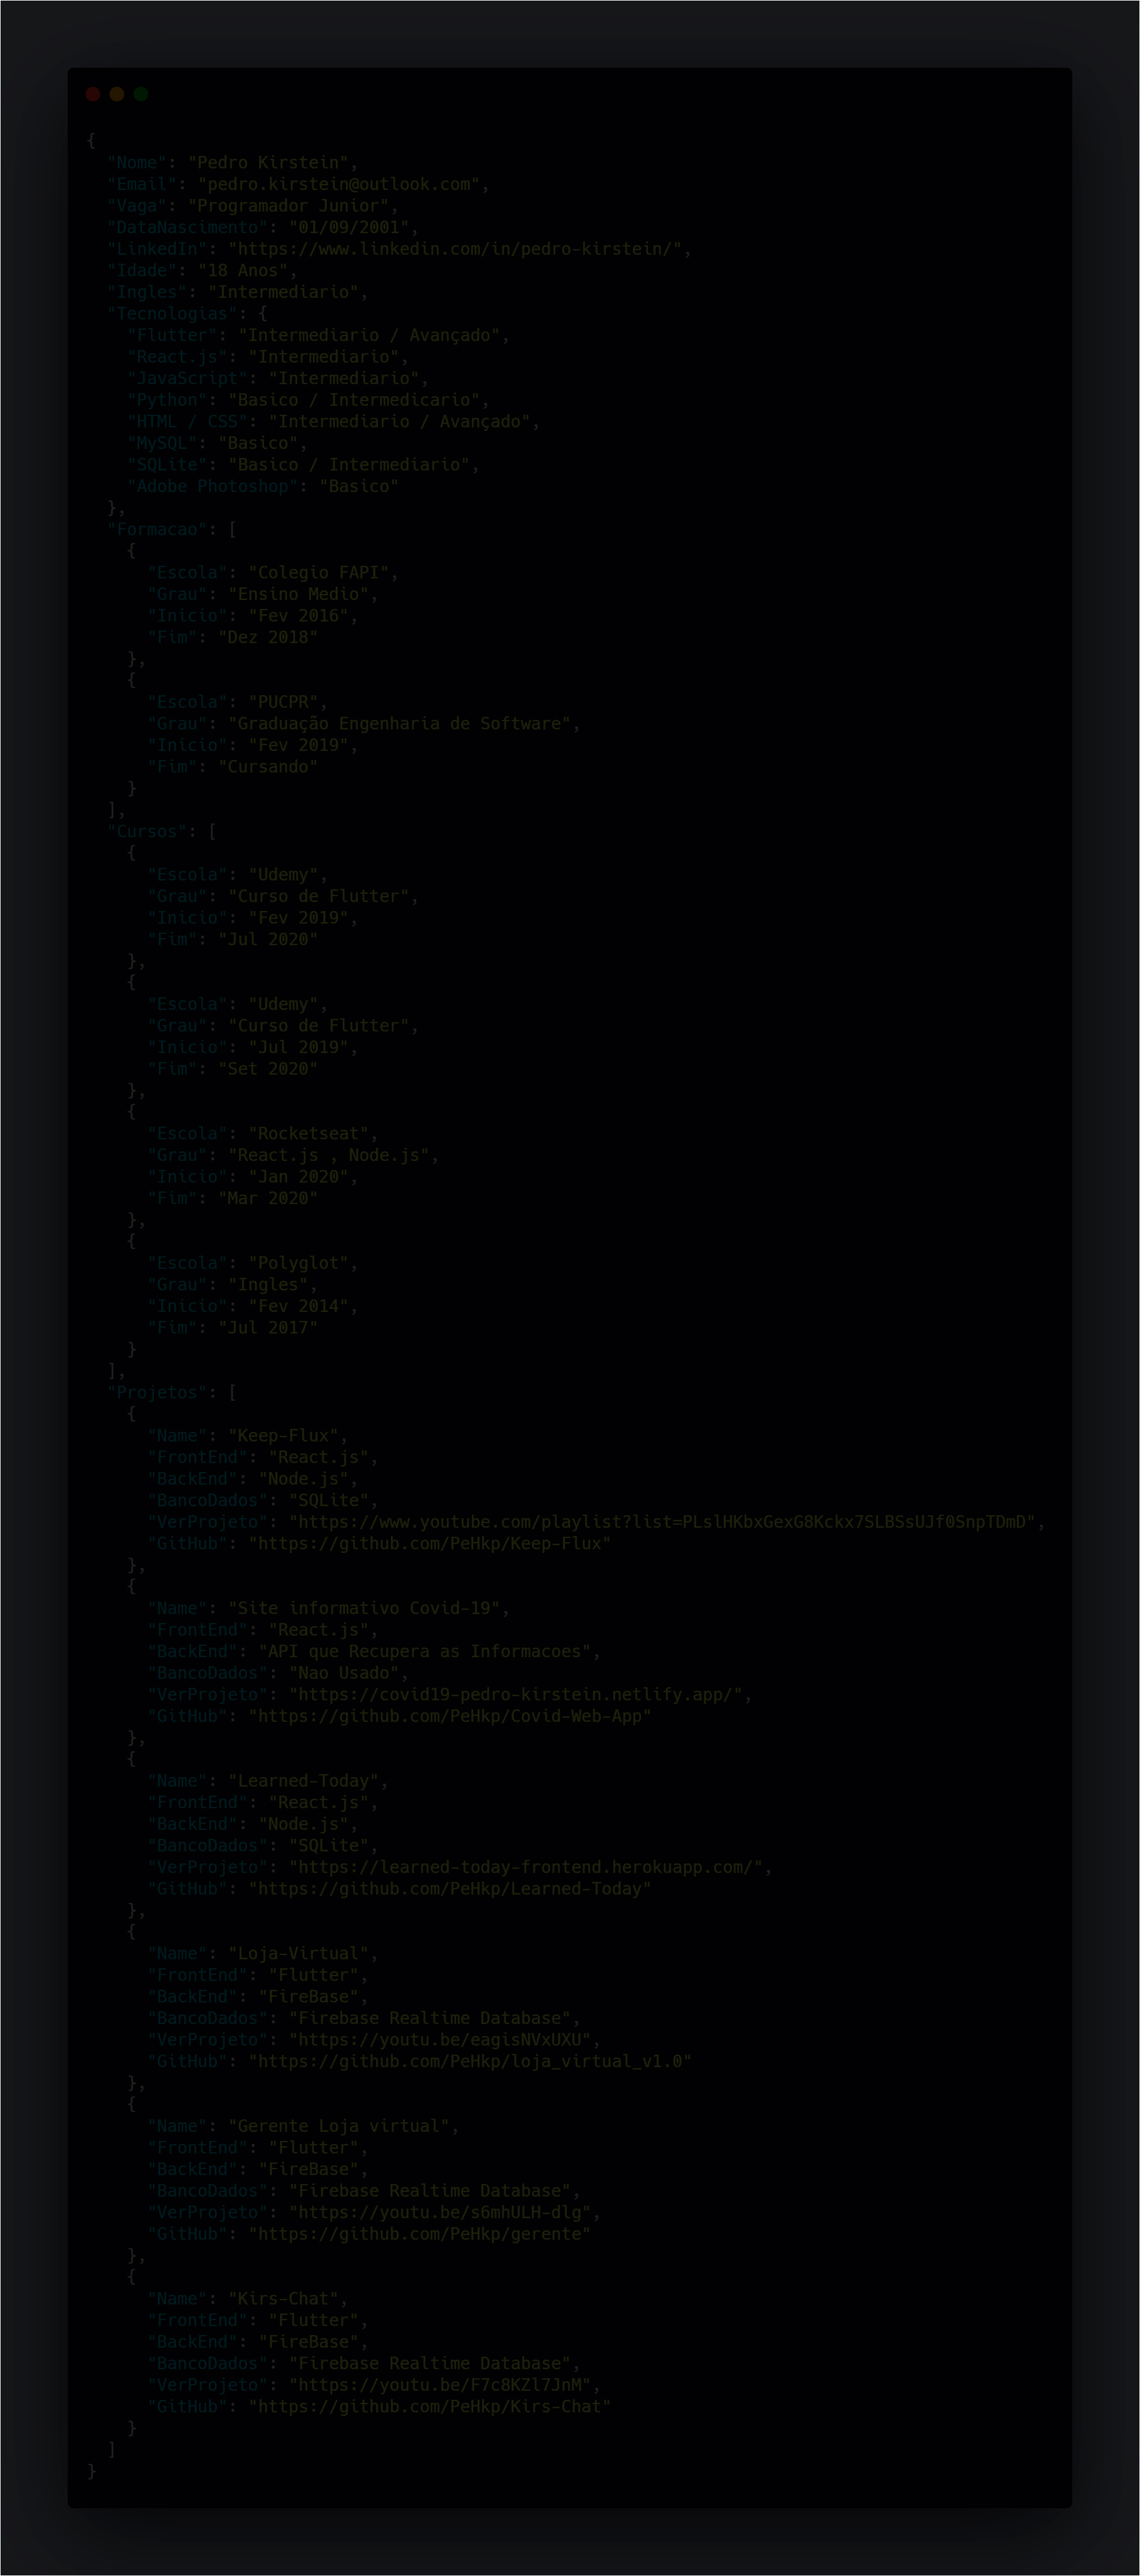 {
  "Nome": "Pedro Kirstein",
  "Email": "pedro.kirstein@outlook.com",
  "Vaga": "Programador Junior",
  "DataNascimento": "01/09/2001",
  "LinkedIn": "https://www.linkedin.com/in/pedro-kirstein/",
  "Idade": "18 Anos",
  "Ingles": "Intermediario",
  "Tecnologias": {
    "Flutter": "Intermediario / Avançado",
    "React.js": "Intermediario",
    "JavaScript": "Intermediario",
    "Python": "Basico / Intermedicario",
    "HTML / CSS": "Intermediario / Avançado",
    "MySQL": "Basico",
    "SQLite": "Basico / Intermediario",
    "Adobe Photoshop": "Basico"
  },
  "Formacao": [
    {
      "Escola": "Colegio FAPI",
      "Grau": "Ensino Medio",
      "Inicio": "Fev 2016",
      "Fim": "Dez 2018"
    },
    {
      "Escola": "PUCPR",
      "Grau": "Graduação Engenharia de Software",
      "Inicio": "Fev 2019",
      "Fim": "Cursando"
    }
  ],
  "Cursos": [
    {
      "Escola": "Udemy",
      "Grau": "Curso de Flutter",
      "Inicio": "Fev 2019",
      "Fim": "Jul 2020"
    },
    {
      "Escola": "Udemy",
      "Grau": "Curso de Flutter",
      "Inicio": "Jul 2019",
      "Fim": "Set 2020"
    },
    {
      "Escola": "Rocketseat",
      "Grau": "React.js , Node.js",
      "Inicio": "Jan 2020",
      "Fim": "Mar 2020"
    },
    {
      "Escola": "Polyglot",
      "Grau": "Ingles",
      "Inicio": "Fev 2014",
      "Fim": "Jul 2017"
    }
  ],
  "Projetos": [
    {
      "Name": "Keep-Flux",
      "FrontEnd": "React.js",
      "BackEnd": "Node.js",
      "BancoDados": "SQLite",
      "VerProjeto": "https://www.youtube.com/playlist?list=PLslHKbxGexG8Kckx7SLBSsUJf0SnpTDmD",
      "GitHub": "https://github.com/PeHkp/Keep-Flux"
    },
    {
      "Name": "Site informativo Covid-19",
      "FrontEnd": "React.js",
      "BackEnd": "API que Recupera as Informacoes",
      "BancoDados": "Nao Usado",
      "VerProjeto": "https://covid19-pedro-kirstein.netlify.app/",
      "GitHub": "https://github.com/PeHkp/Covid-Web-App"
    },
    {
      "Name": "Learned-Today",
      "FrontEnd": "React.js",
      "BackEnd": "Node.js",
      "BancoDados": "SQLite",
      "VerProjeto": "https://learned-today-frontend.herokuapp.com/",
      "GitHub": "https://github.com/PeHkp/Learned-Today"
    },
    {
      "Name": "Loja-Virtual",
      "FrontEnd": "Flutter",
      "BackEnd": "FireBase",
      "BancoDados": "Firebase Realtime Database",
      "VerProjeto": "https://youtu.be/eagisNVxUXU",
      "GitHub": "https://github.com/PeHkp/loja_virtual_v1.0"
    },
    {
      "Name": "Gerente Loja virtual",
      "FrontEnd": "Flutter",
      "BackEnd": "FireBase",
      "BancoDados": "Firebase Realtime Database",
      "VerProjeto": "https://youtu.be/s6mhULH-dlg",
      "GitHub": "https://github.com/PeHkp/gerente"
    },
    {
      "Name": "Kirs-Chat",
      "FrontEnd": "Flutter",
      "BackEnd": "FireBase",
      "BancoDados": "Firebase Realtime Database",
      "VerProjeto": "https://youtu.be/F7c8KZl7JnM",
      "GitHub": "https://github.com/PeHkp/Kirs-Chat"
    }
  ]
}